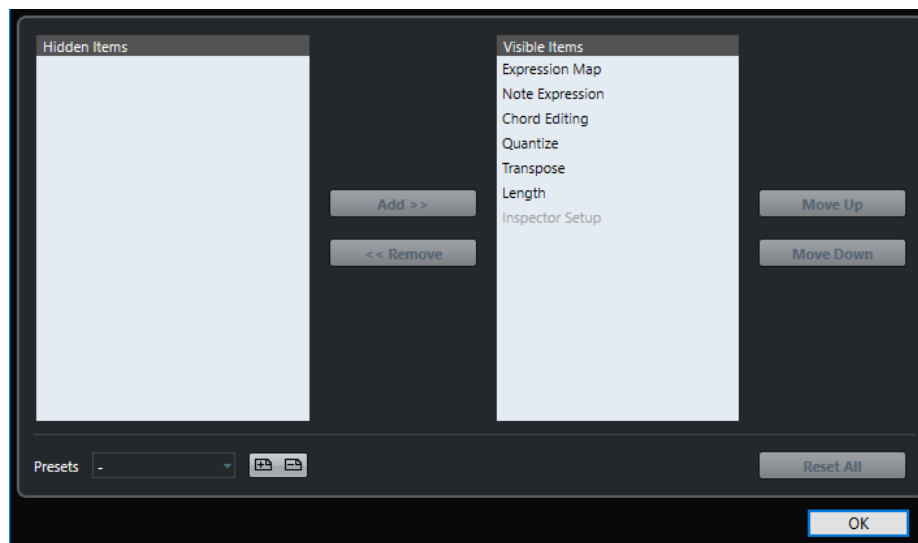 Hidden Items
Visible Items
Expression Map
Note Expression
Chord Editing
Quantize
Transpose
Length
Inspector Setup
Add >>
<< Remove
Move Up
Move Down
Presets -
Reset All
OK